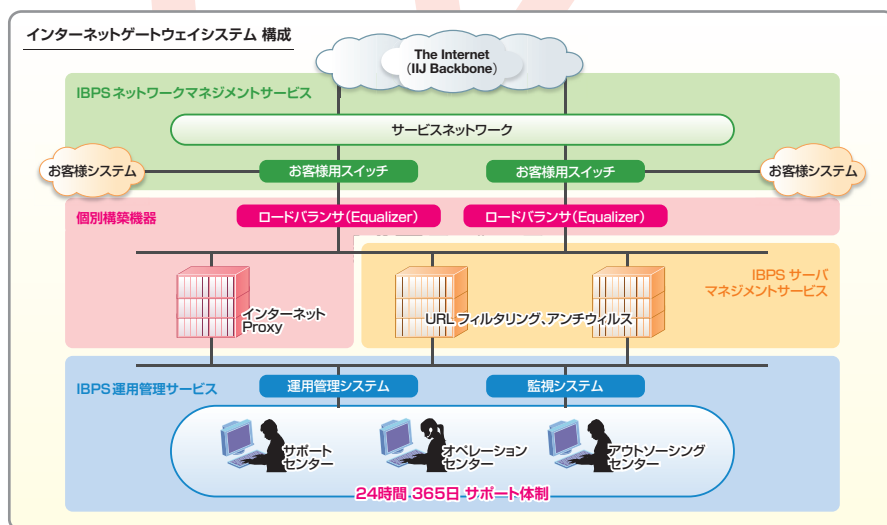 インターネットゲートウェイシステム 構成
The Internet
(IIJ Backbone)
IBPSネットワークマネジメントサービス
サービスネットワーク
お客様システム
お客様用スイッチ
お客様用スイッチ
お客様システム
個別構築機器
ロードバランサ(Equalizer)
ロードバランサ(Equalizer)
IBPS サーバ
マネジメントサービス
インターネット
Proxy
URL フィルタリング、アンチウィルス
IBPS運用管理サービス
運用管理システム
監視システム
サポート
センター
オペレーション
センター
アウトソーシング
センター
24時間 365日 サポート体制